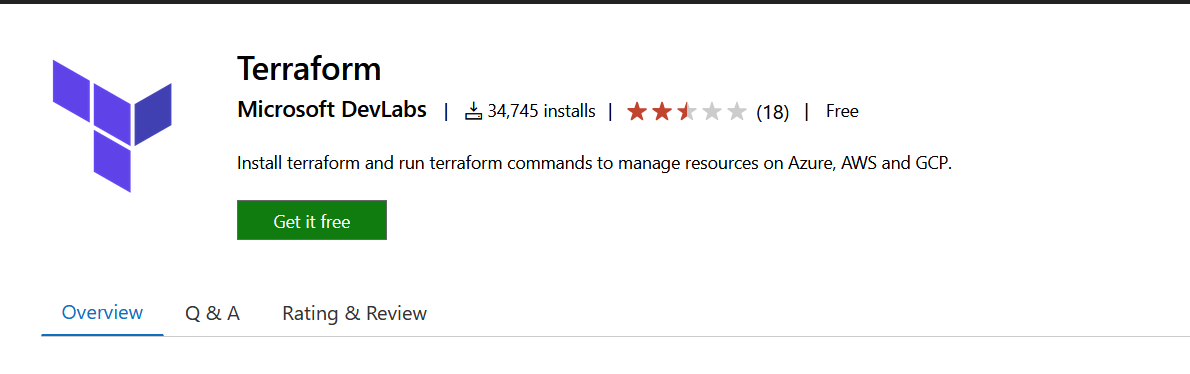 Terraform
Microsoft DevLabs | 34,745 installs | (18) | Free
Install terraform and run terraform commands to manage resources on Azure, AWS and GCP.
Get it free
Overview Q & A Rating & Review